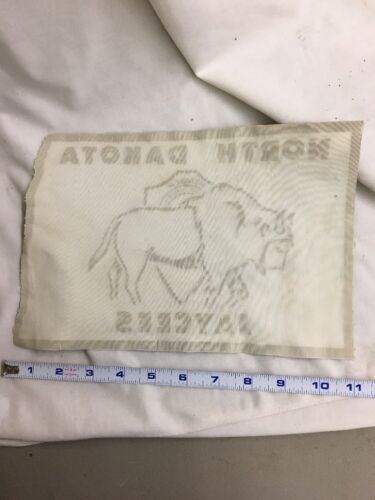 NORTH DAKOTA
JAYCEES
1 2 3 4 5 6 7 8 9 10 11